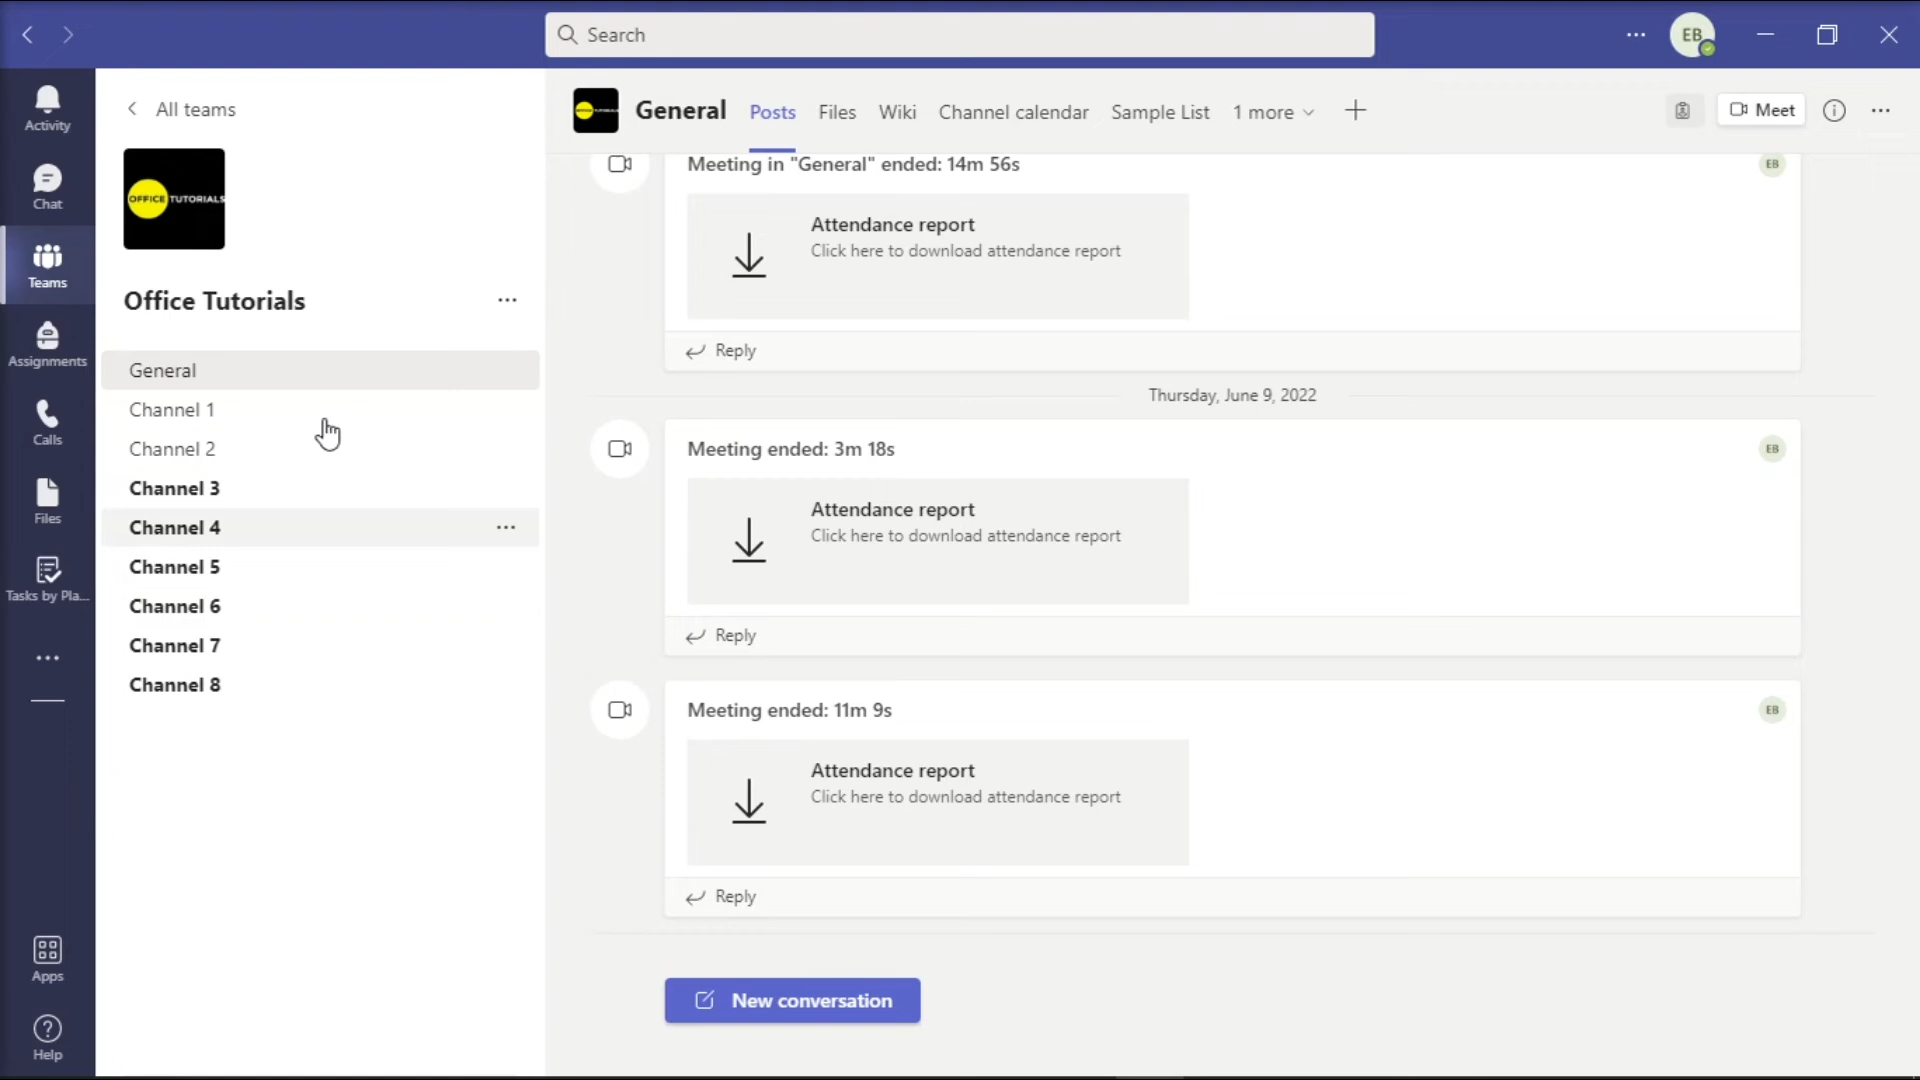 Search
EB
Activity
Chat
Teams
Assignments
Calls
Files
Tasks by Pla...
Apps
Help
All teams
OFFICE TUTORIALS
Office Tutorials
General
Channel 1
Channel 2
Channel 3
Channel 4
Channel 5
Channel 6
Channel 7
Channel 8
General Posts Files Wiki Channel calendar Sample List 1 more
Meet
Meeting in "General" ended: 14m 56s
EB
Attendance report
Click here to download attendance report
Reply
Thursday, June 9, 2022
Meeting ended: 3m 18s
EB
Attendance report
Click here to download attendance report
Reply
Meeting ended: 11m 9s
EB
Attendance report
Click here to download attendance report
Reply
New conversation